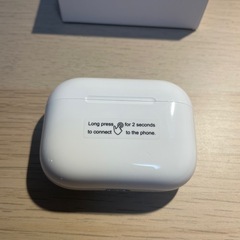 Long press for 2 seconds
to connect to the phone.